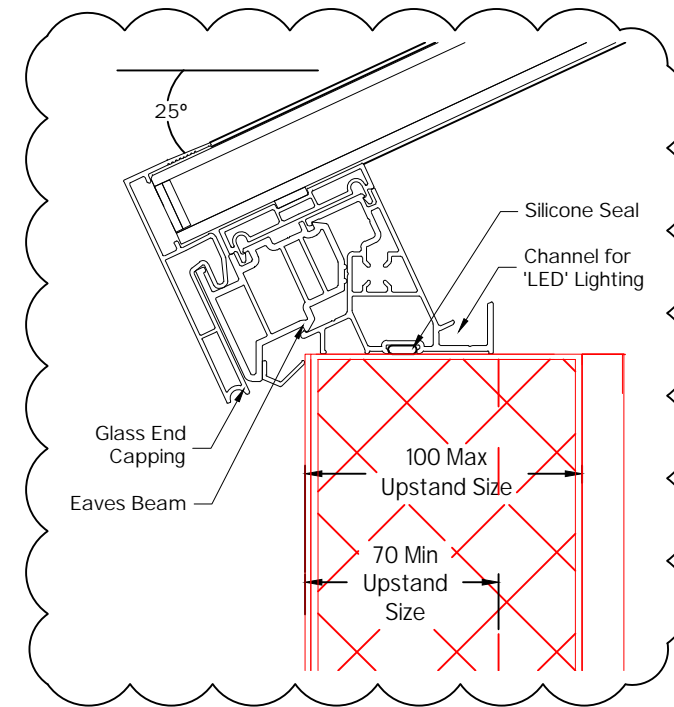 25°
Silicone Seal
Channel for
'LED' Lighting
Glass End
Capping
Eaves Beam
100 Max
Upstand Size
70 Min
Upstand
Size